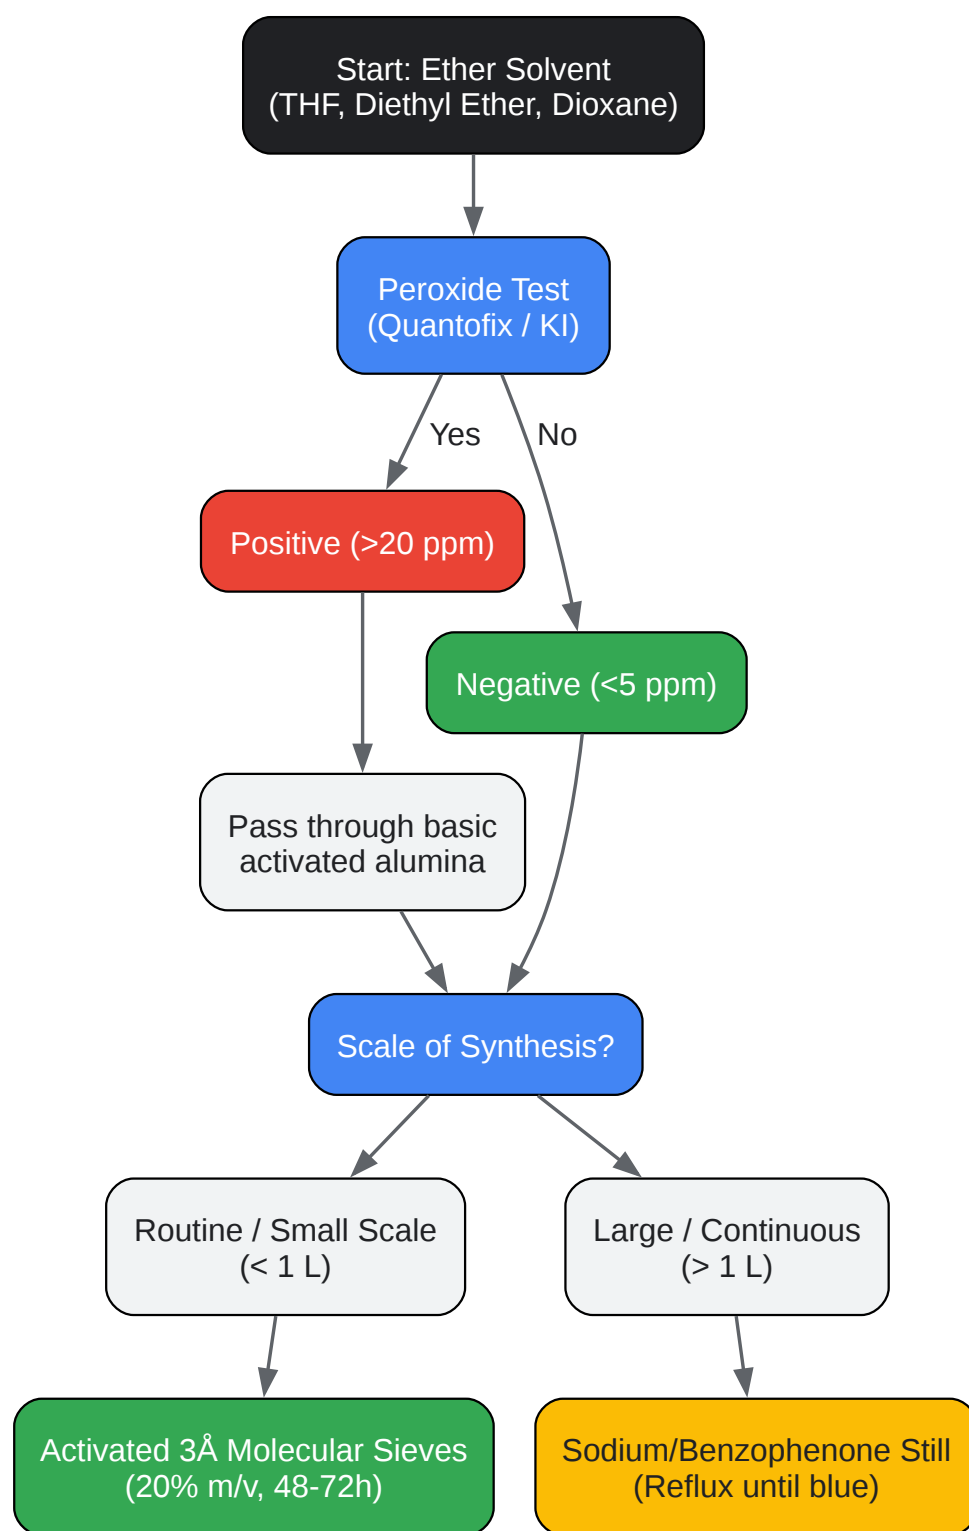 Start: Ether Solvent
(THF, Diethyl Ether, Dioxane)
Peroxide Test
(Quantofix / KI)
Yes
No
Positive (>20 ppm)
Negative (<5 ppm)
Pass through basic
activated alumina
Scale of Synthesis?
Routine / Small Scale
(< 1 L)
Large / Continuous
(> 1 L)
Activated 3Å Molecular Sieves
(20% m/v, 48-72h)
Sodium/Benzophenone Still
(Reflux until blue)